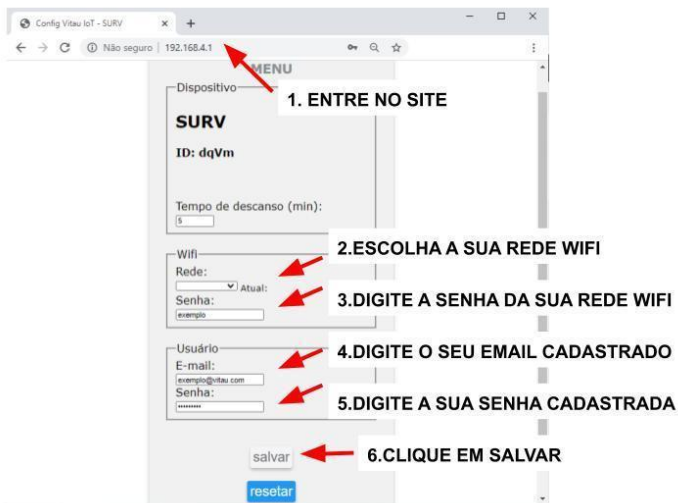 Config Vitau IoT - SURV
Não seguro | 192.168.4.1
MENU
1. ENTRE NO SITE
Dispositivo
SURV
ID: dqVm
Tempo de descanso (min):
5
Wifi
2.ESCOLHA A SUA REDE WIFI
Rede:
Atual:
3.DIGITE A SENHA DA SUA REDE WIFI
Senha:
exemplo
Usuário
4.DIGITE O SEU EMAIL CADASTRADO
E-mail:
exemplo@vitau.com
Senha:
5.DIGITE A SUA SENHA CADASTRADA
salvar
6.CLIQUE EM SALVAR
resetar